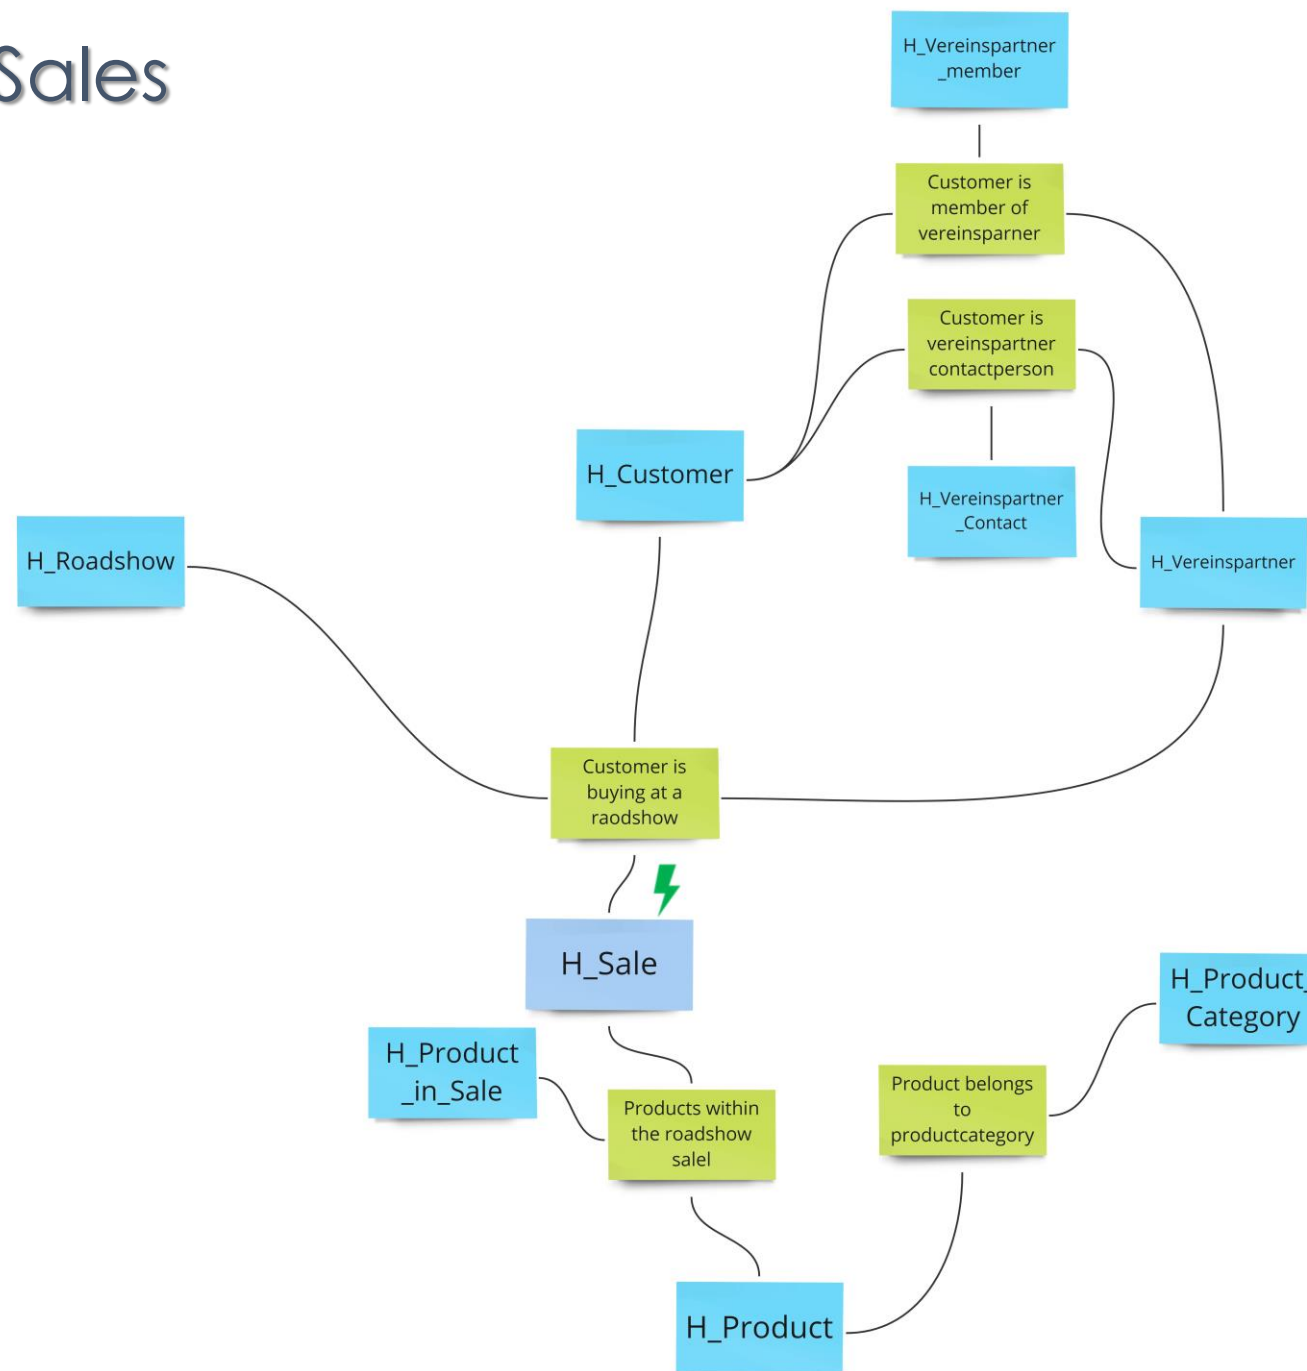 Sales
H_Vereinspartner
_member
Customer is
member of
vereinsparner
Customer is
vereinspartner
contactperson
H_Customer
H_Vereinspartner
_Contact
H_Roadshow
H_Vereinspartner
Customer is
buying at a
raodshow
H_Sale
H_Product_
Category
H_Product
_in_Sale
Products within
the roadshow
salel
Product belongs
to
productcategory
H_Product